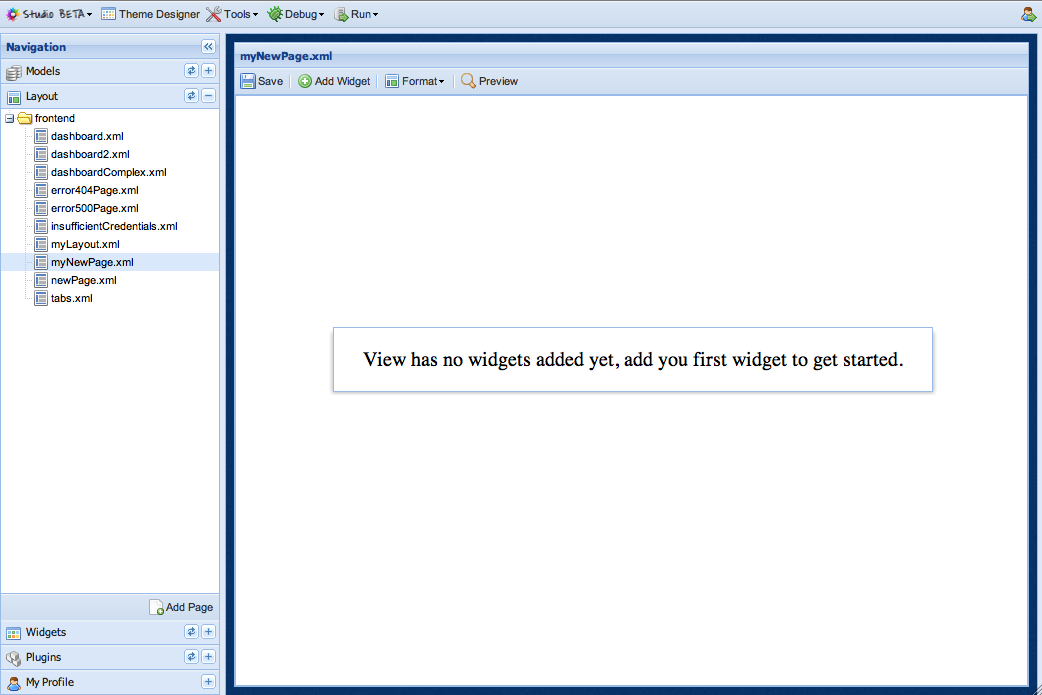 Studio BETA Theme Designer Tools Debug Run
Navigation
Models
Layout
frontend
dashboard.xml
dashboard2.xml
dashboardComplex.xml
error404Page.xml
error500Page.xml
insufficientCredentials.xml
myLayout.xml
myNewPage.xml
newPage.xml
tabs.xml
Add Page
Widgets
Plugins
My Profile
myNewPage.xml
Save Add Widget Format Preview
View has no widgets added yet, add you first widget to get started.